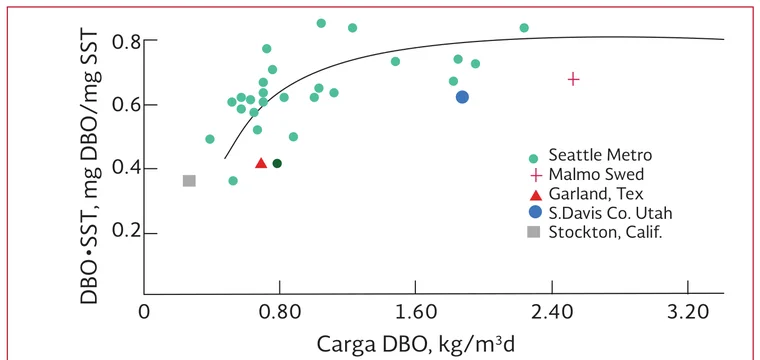 DBO•SST, mg DBO/mg SST
0.8
0.6
0.4
0.2
Seattle Metro
Malmo Swed
Garland, Tex
S.Davis Co. Utah
Stockton, Calif.
0 0.80 1.60 2.40 3.20
Carga DBO, kg/m³d